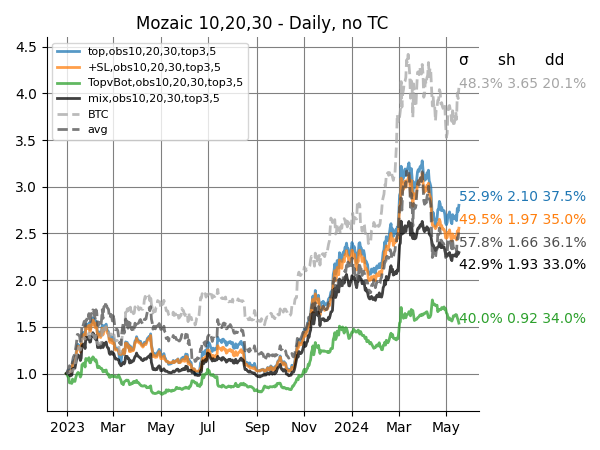 Mozaic 10,20,30 - Daily, no TC
top,obs10,20,30,top3,5
+SL,obs10,20,30,top3,5
TopvBot,obs10,20,30,top3,5
mix,obs10,20,30,top3,5
BTC
avg
σ sh dd
48.3% 3.65 20.1%
52.9% 2.10 37.5%
49.5% 1.97 35.0%
57.8% 1.66 36.1%
42.9% 1.93 33.0%
40.0% 0.92 34.0%
4.5
4.0
3.5
3.0
2.5
2.0
1.5
1.0
2023 Mar May Jul Sep Nov 2024 Mar May